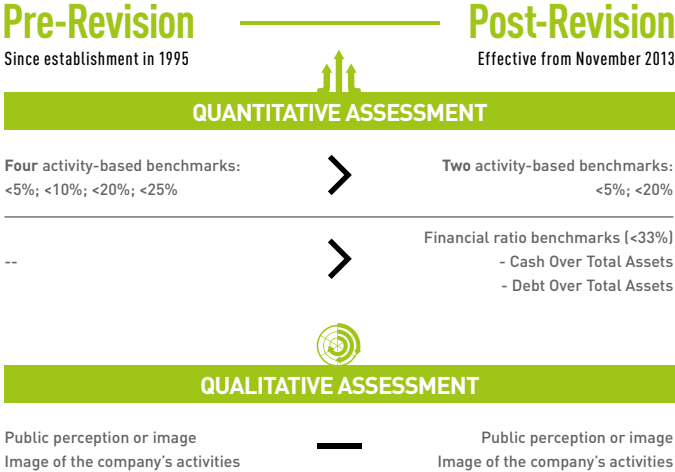 Pre-Revision
Post-Revision
Since establishment in 1995
Effective from November 2013
QUANTITATIVE ASSESSMENT
Four activity-based benchmarks:
<5%; <10%; <20%; <25%
Two activity-based benchmarks:
<5%; <20%
--
Financial ratio benchmarks (<33%)
- Cash Over Total Assets
- Debt Over Total Assets
QUALITATIVE ASSESSMENT
Public perception or image
Image of the company's activities
Public perception or image
Image of the company's activities